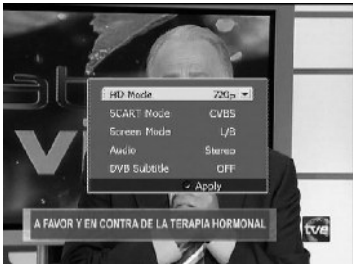 HD Mode 720p
SCART Mode CVBS
Screen Mode L/B
Audio Stereo
DVB Subtitle OFF
Apply
A FAVOR Y EN CONTRA DE LA TERAPIA HORMONAL
tve